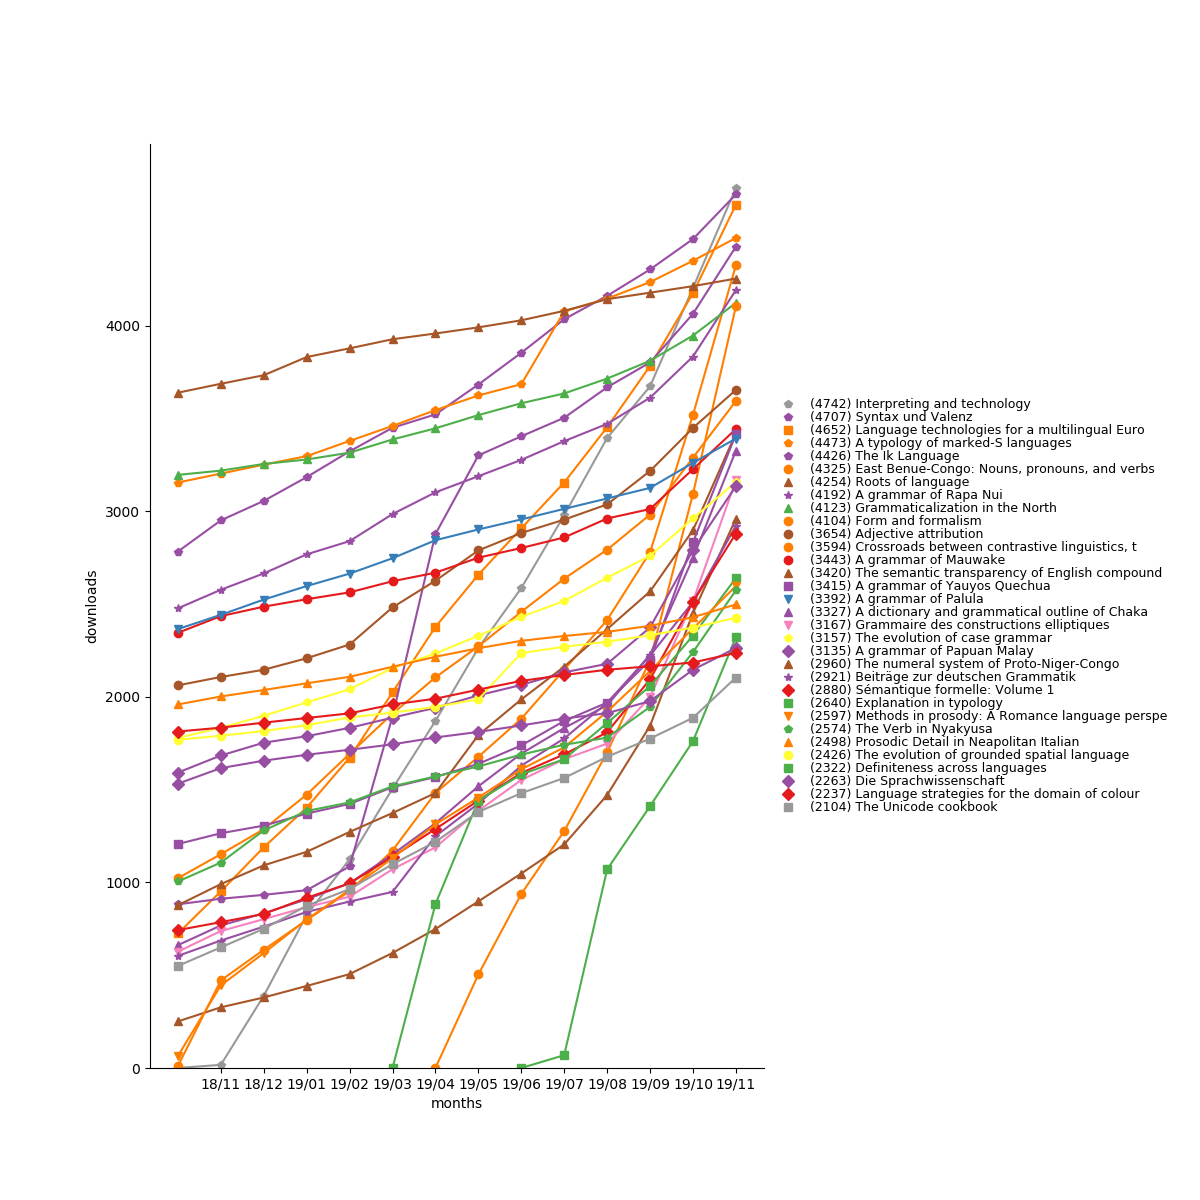 4000
3000
2000
1000
0
downloads
18/11 18/12 19/01 19/02 19/03 19/04 19/05 19/06 19/07 19/08 19/09 19/10 19/11
months
(4742) Interpreting and technology
(4707) Syntax und Valenz
(4652) Language technologies for a multilingual Euro
(4473) A typology of marked-S languages
(4426) The Ik Language
(4325) East Benue-Congo: Nouns, pronouns, and verbs
(4254) Roots of language
(4192) A grammar of Rapa Nui
(4123) Grammaticalization in the North
(4104) Form and formalism
(3654) Adjective attribution
(3594) Crossroads between contrastive linguistics, t
(3443) A grammar of Mauwake
(3420) The semantic transparency of English compound
(3415) A grammar of Yauyos Quechua
(3392) A grammar of Palula
(3327) A dictionary and grammatical outline of Chaka
(3167) Grammaire des constructions elliptiques
(3157) The evolution of case grammar
(3135) A grammar of Papuan Malay
(2960) The numeral system of Proto-Niger-Congo
(2921) Beiträge zur deutschen Grammatik
(2880) Sémantique formelle: Volume 1
(2640) Explanation in typology
(2597) Methods in prosody: A Romance language perspe
(2574) The Verb in Nyakyusa
(2498) Prosodic Detail in Neapolitan Italian
(2426) The evolution of grounded spatial language
(2322) Definiteness across languages
(2263) Die Sprachwissenschaft
(2237) Language strategies for the domain of colour
(2104) The Unicode cookbook